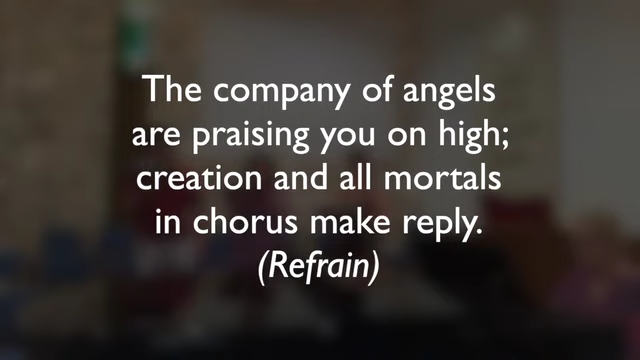 The company of angels
are praising you on high;
creation and all mortals
in chorus make reply.
(Refrain)